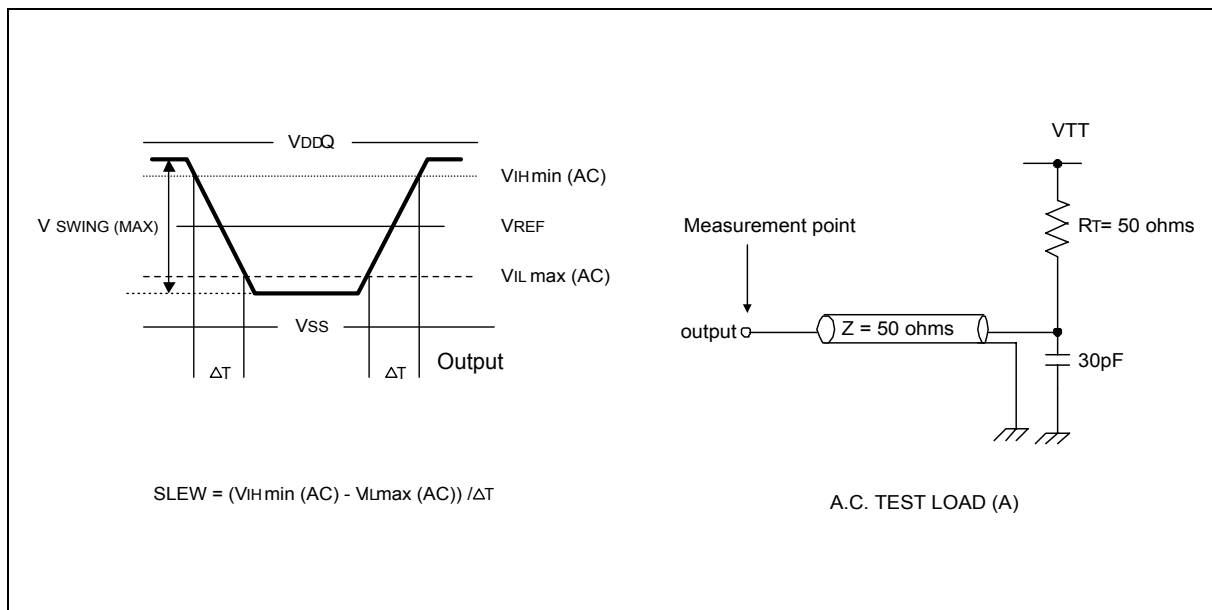 VDDQ
VIH min (AC)
V SWING (MAX)
VREF
VIL max (AC)
VSS
Output
ΔT
ΔT
SLEW = (VIH min (AC) - VILmax (AC)) /ΔT
VTT
RT= 50 ohms
Measurement point
output
Z = 50 ohms
30pF
A.C. TEST LOAD (A)